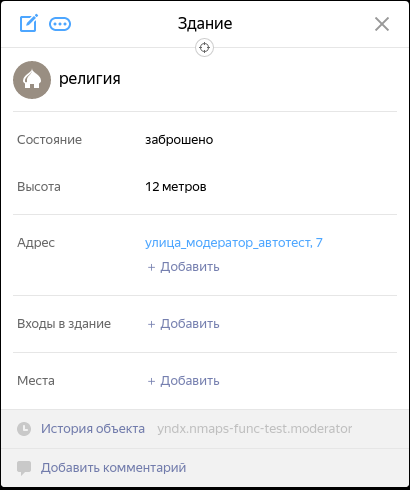 Здание
религия
Состояние заброшено
Высота 12 метров
Адрес улица_модератор_автотест, 7
+ Добавить
Входы в здание + Добавить
Места + Добавить
История объекта yndx.nmaps-func-test.moderator
Добавить комментарий